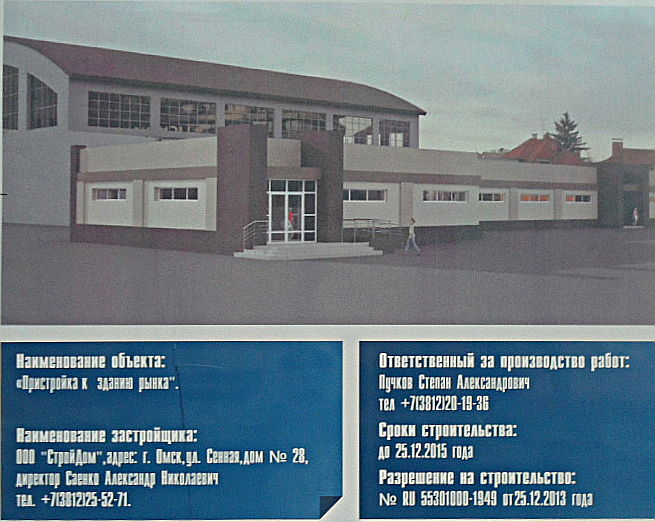 Наименование объекта:
«Пристройка к зданию рынка".
Наименование застройщика:
ООО "СтройДом",адрес: г. Омск,ул. Сенная,дом № 28,
директор Саенко Александр Николаевич
тел. +7(3812)25-52-71.
Ответственный за производство работ:
Пучков Степан Александрович
тел +7(3812)20-19-36
Сроки строительства:
до 25.12.2015 года
Разрешение на строительство:
№ RU 55301000-1949 от25.12.2013 года